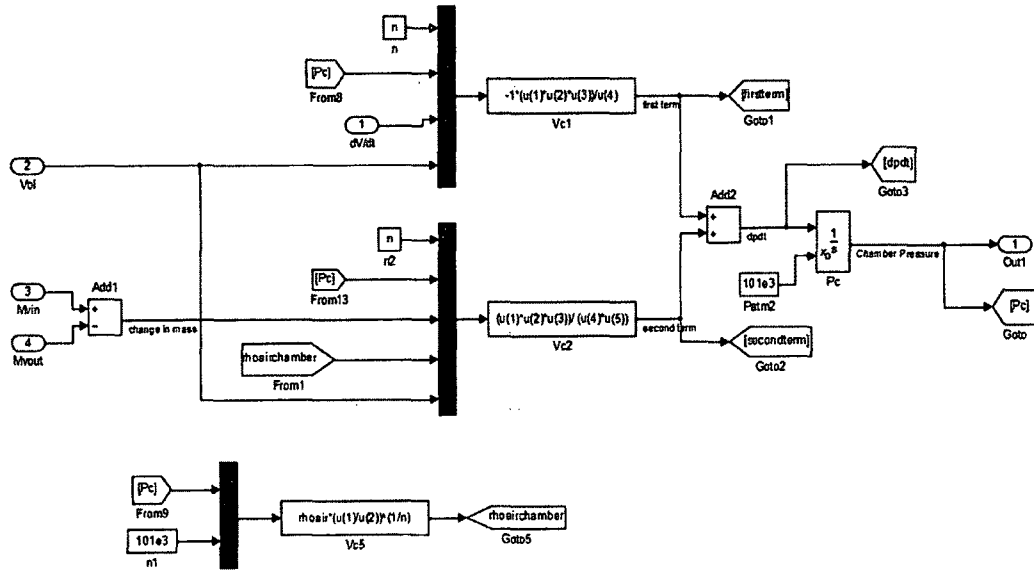 n
n
[Pc]
From8
1
dV/dt
2
Vol
-1*(u(1)*u(2)*u(3))/u(4)
Vc1
first term
[firstterm]
Goto1
[dpdt]
Goto3
Add2
+
+
dpdt
1
s
xo
Pc
101e3
Patm2
Chamber Pressure
1
Out1
[Pc]
Goto
n
n2
[Pc]
From13
3
Mvin
Add1
+
−
change in mass
4
Mvout
rhoairchamber
From1
(u(1)*u(2)*u(3))/ (u(4)*u(5))
Vc2
second term
[secondterm]
Goto2
[Pc]
From9
101e3
n1
rhoair*(u(1)/u(2))^(1/n)
Vc5
rhoairchamber
Goto5